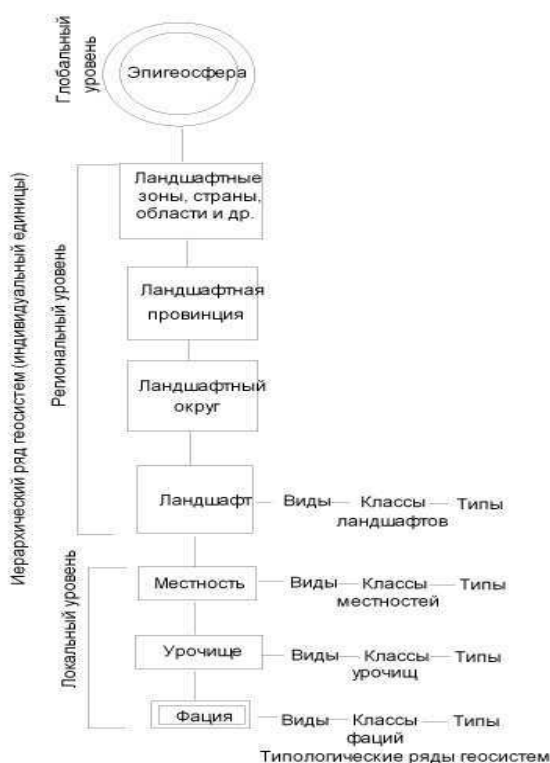 Глобальный
уровень
Эпигеосфера
Иерархический ряд геосистем (индивидуальный единицы)
Региональный уровень
Ландшафтные
зоны, страны,
области и др.
Ландшафтная
провинция
Ландшафтный
округ
Ландшафт Виды Классы Типы
ландшафтов
Локальный уровень
Местность Виды Классы Типы
местностей
Урочище Виды Классы Типы
урочищ
Фация Виды Классы Типы
фаций
Типологические ряды геосистем